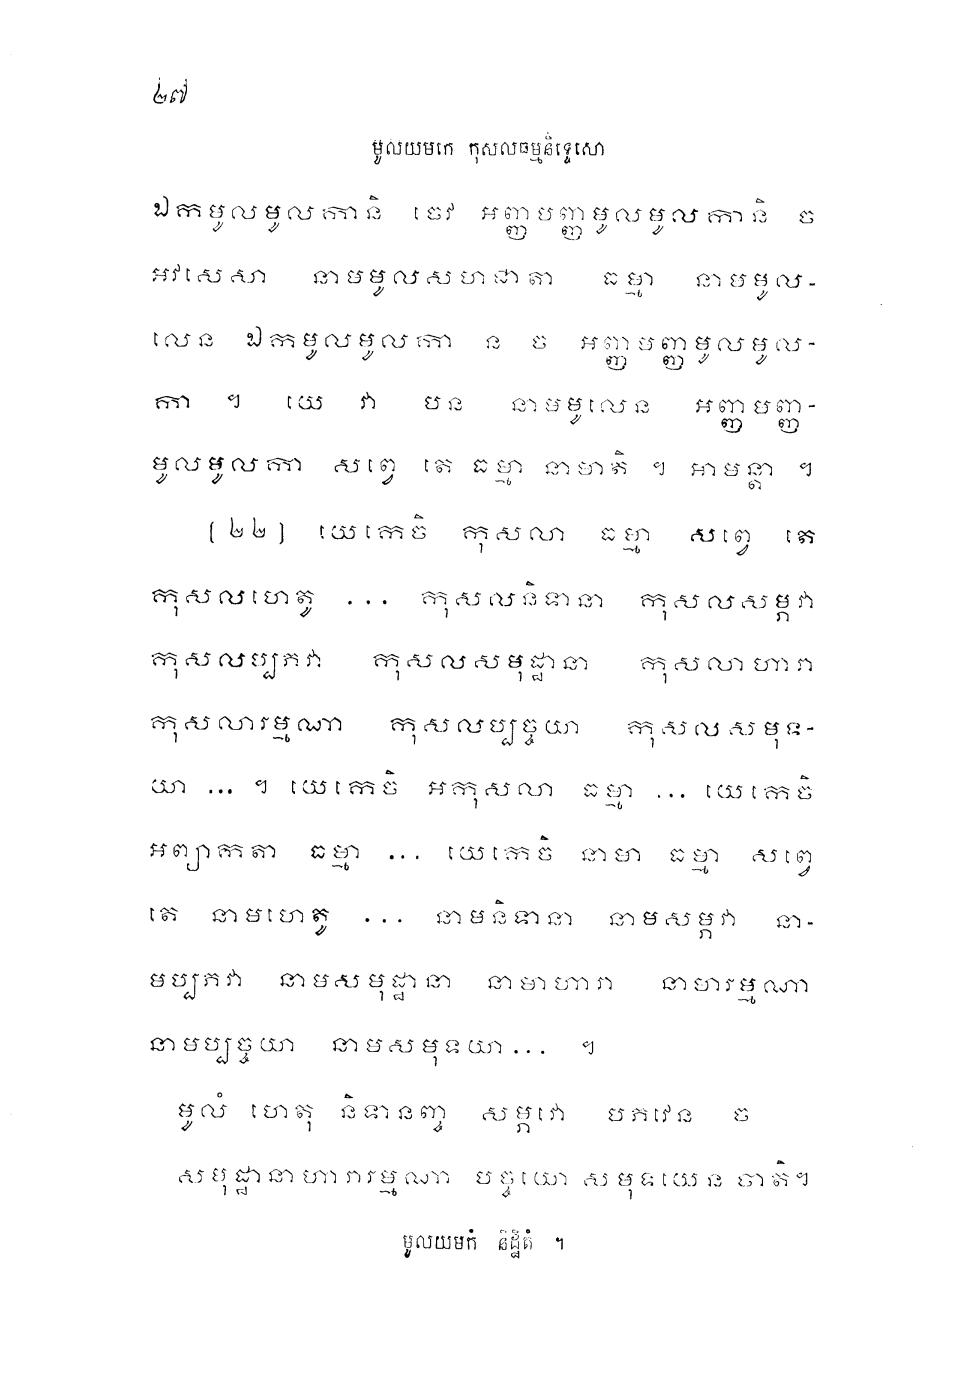 ២៧
មូលយមកេ កុសលធម្មនិទ្ទេសោ
ឯកមូលមូលកានិ ចេវ អញ្ញមញ្ញមូលមូលកានិ ច
អវសេសា នាមមូលសហជាតា ធម្មា នាមមូល-
លេន ឯកមូលមូលកា ន ច អញ្ញមញ្ញមូលមូល-
កា ។ យេ វា បន នាមមូលេន អញ្ញមញ្ញ-
មូលមូលកា សព្វេ តេ ធម្មា នាមាតិ ។ អាមន្តា ។
[២២] យេកេចិ កុសលា ធម្មា សព្វេ តេ
កុសលហេតូ ... កុសលនិទានា កុសលសម្ភវា
កុសលប្បភវា កុសលសមុដ្ឋានា កុសលាហារា
កុសលារម្មណា កុសលប្បច្ចយា កុសលសមុទ-
យា ... ។ យេកេចិ អកុសលា ធម្មា ... យេកេចិ
អព្យាកតា ធម្មា ... យេកេចិ នាមា ធម្មា សព្វេ
តេ នាមហេតូ ... នាមនិទានា នាមសម្ភវា នា-
មប្បភវា នាមសមុដ្ឋានា នាមាហារា នាមារម្មណា
នាមប្បច្ចយា នាមសមុទយា ... ។
មូលំ ហេតុ និទានញ្ច សម្ភវោ បភវេន ច
សមុដ្ឋានាហារារម្មណា បច្ចយោ សមុទយេន ចាតិ។
មូលយមកំ និដ្ឋិតំ ។